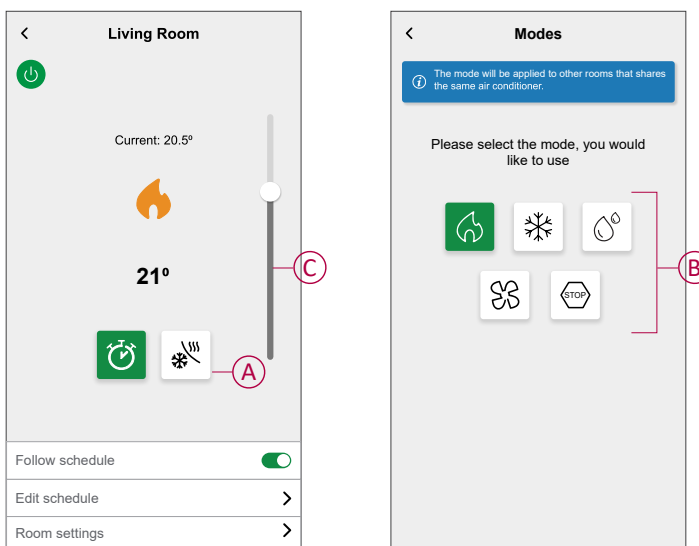 Living Room
Current: 20.5º
21º
C
A
Follow schedule
Edit schedule
Room settings
Modes
The mode will be applied to other rooms that shares
the same air conditioner.
Please select the mode, you would
like to use
STOP
B